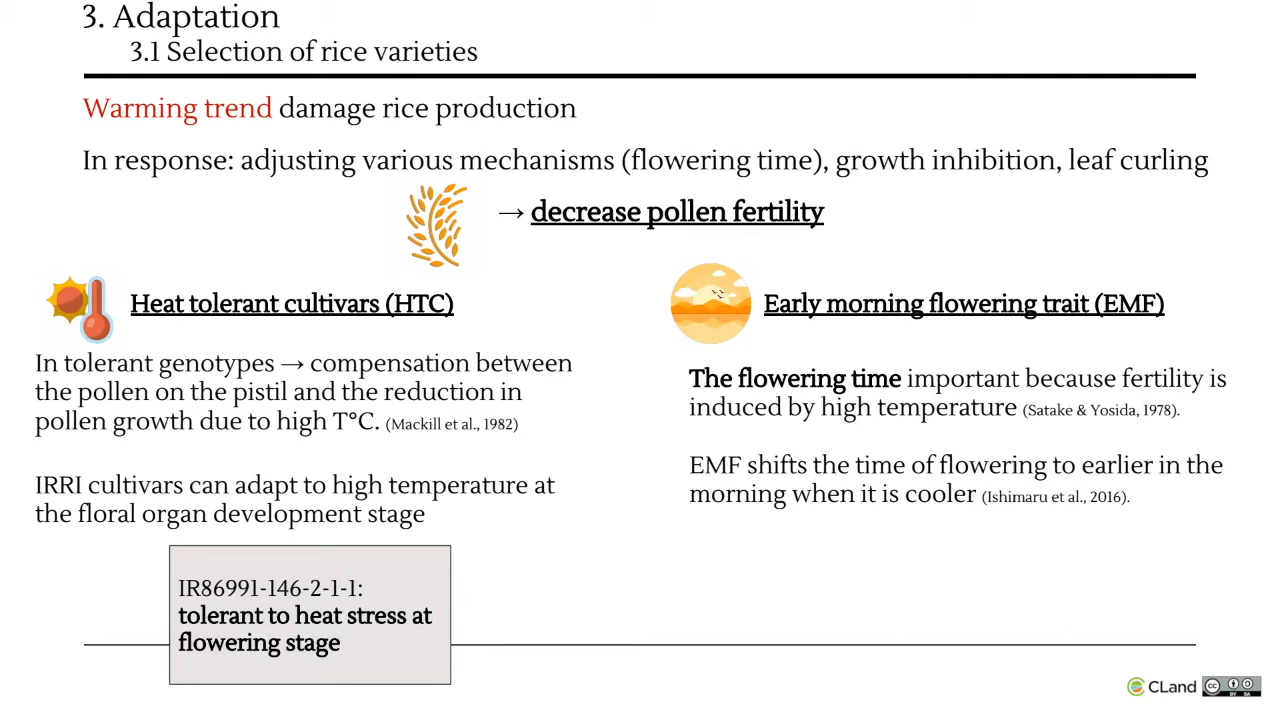 3. Adaptation
3.1 Selection of rice varieties
Warming trend damage rice production
In response: adjusting various mechanisms (flowering time), growth inhibition, leaf curling
→ decrease pollen fertility
Heat tolerant cultivars (HTC)
In tolerant genotypes → compensation between
the pollen on the pistil and the reduction in
pollen growth due to high T°C. (Mackill et al., 1982)
IRRI cultivars can adapt to high temperature at
the floral organ development stage
IR86991-146-2-1-1:
tolerant to heat stress at
flowering stage
Early morning flowering trait (EMF)
The flowering time important because fertility is
induced by high temperature (Satake & Yosida, 1978).
EMF shifts the time of flowering to earlier in the
morning when it is cooler (Ishimaru et al., 2016).
CLand
cc BY SA